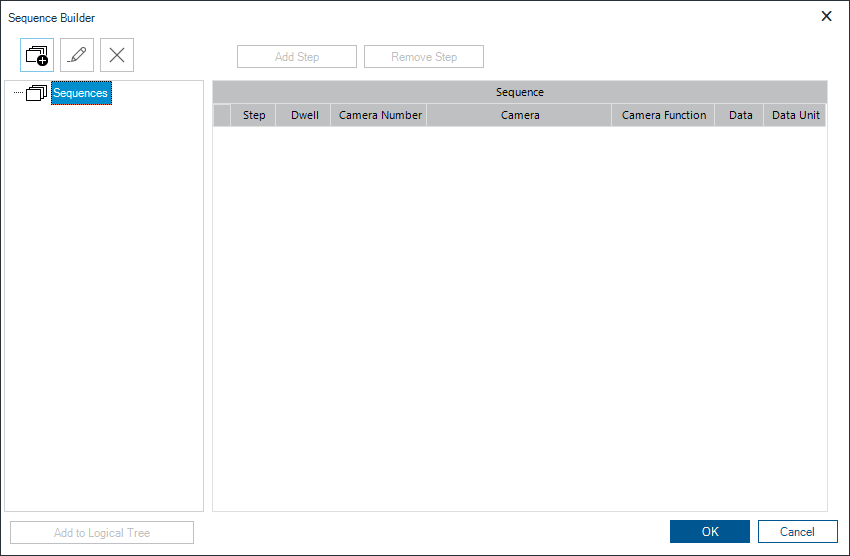 Sequence Builder
Add Step
Remove Step
Sequences
Sequence
Step Dwell Camera Number Camera Camera Function Data Data Unit
Add to Logical Tree
OK
Cancel